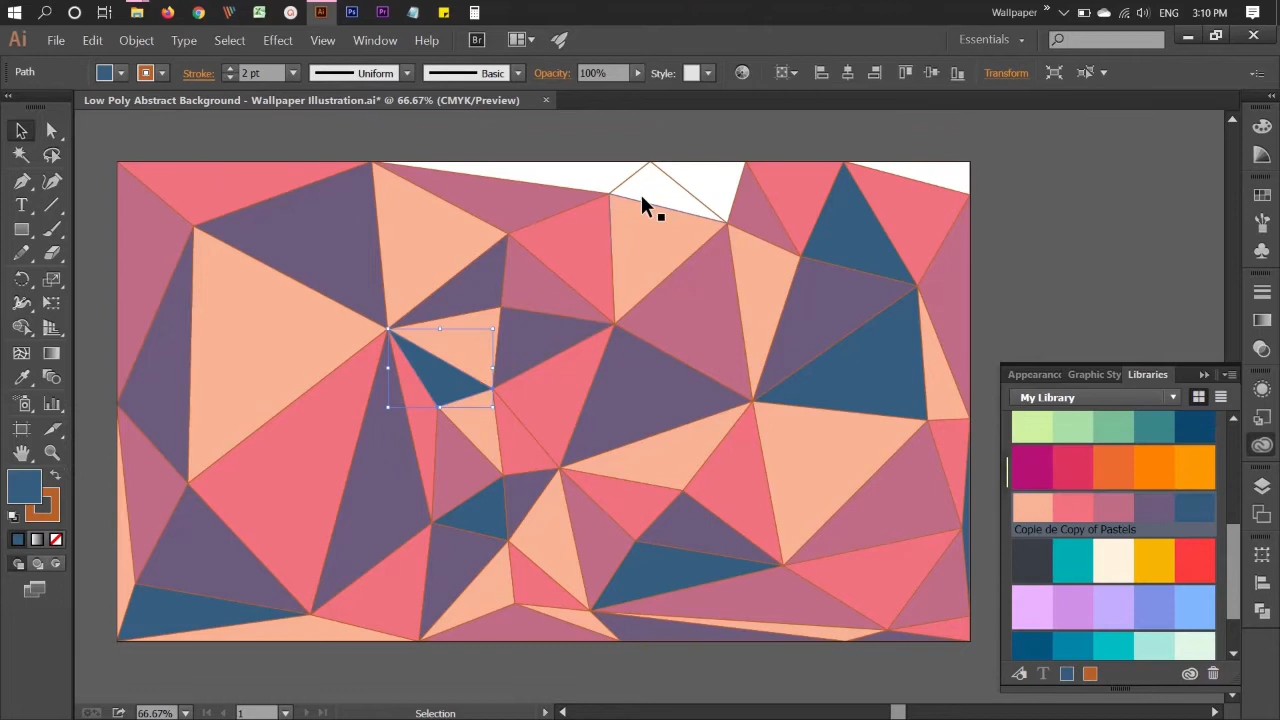 Wallpaper
ENG
3:10 PM
Ai
File
Edit
Object
Type
Select
Effect
View
Window
Help
Br
Essentials
Path
Stroke:
2 pt
Uniform
Basic
Opacity:
100%
Style:
Transform
Low Poly Abstract Background - Wallpaper Illustration.ai* @ 66.67% (CMYK/Preview)
Appearance
Graphic Sty
Libraries
My Library
Copie de Copy of Pastels
66.67%
1
Selection